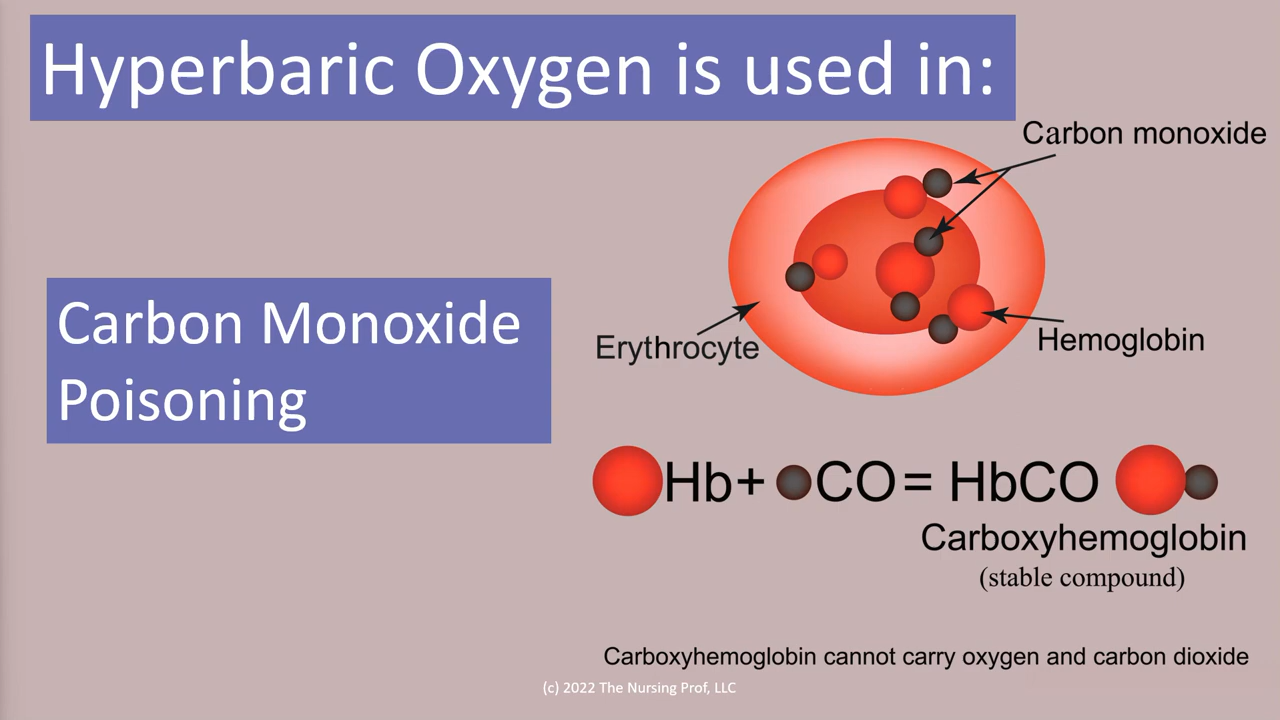 Hyperbaric Oxygen is used in:
Carbon monoxide
Carbon Monoxide
Poisoning
Erythrocyte
Hemoglobin
Hb+ CO= HbCO
Carboxyhemoglobin
(stable compound)
Carboxyhemoglobin cannot carry oxygen and carbon dioxide
(c) 2022 The Nursing Prof, LLC